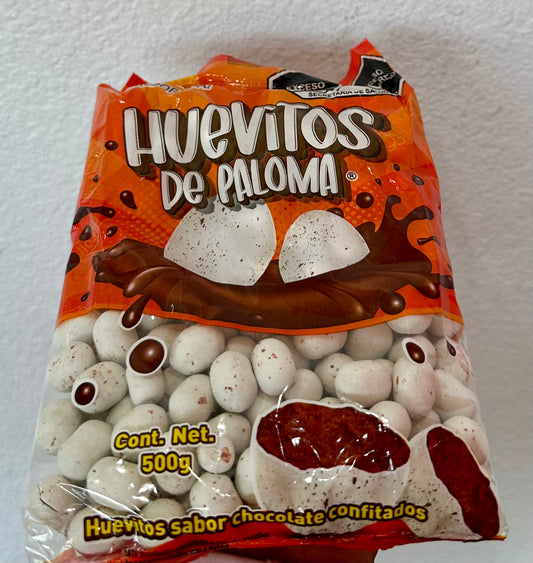 EXCESO
SECRETARÍA DE SALUD
HUEVITOS
DE PALOMA®
Cont. Net.
500g
Huevitos sabor chocolate confitados